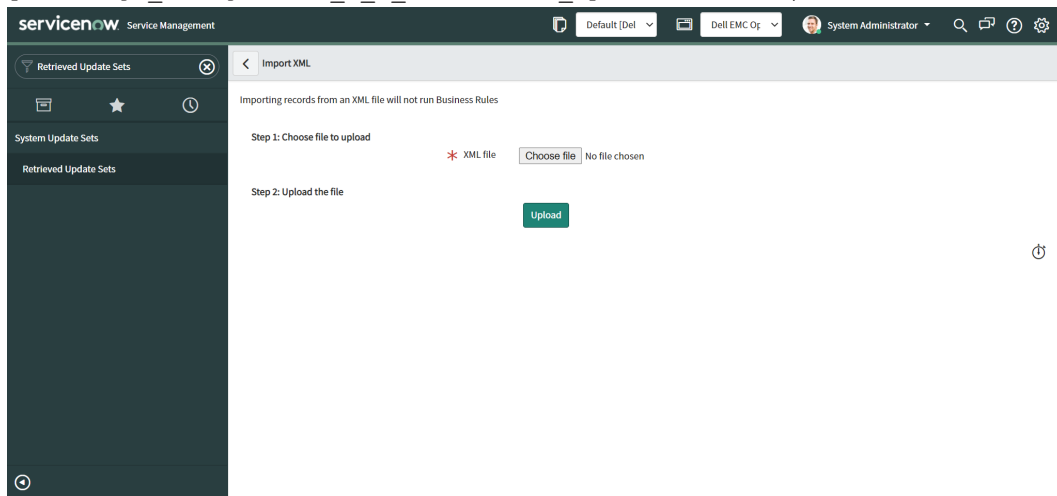 servicenow Service Management
Default [Del
Dell EMC Op
System Administrator
Retrieved Update Sets
Import XML
Importing records from an XML file will not run Business Rules
System Update Sets
Retrieved Update Sets
Step 1: Choose file to upload
XML file
Choose file No file chosen
Step 2: Upload the file
Upload